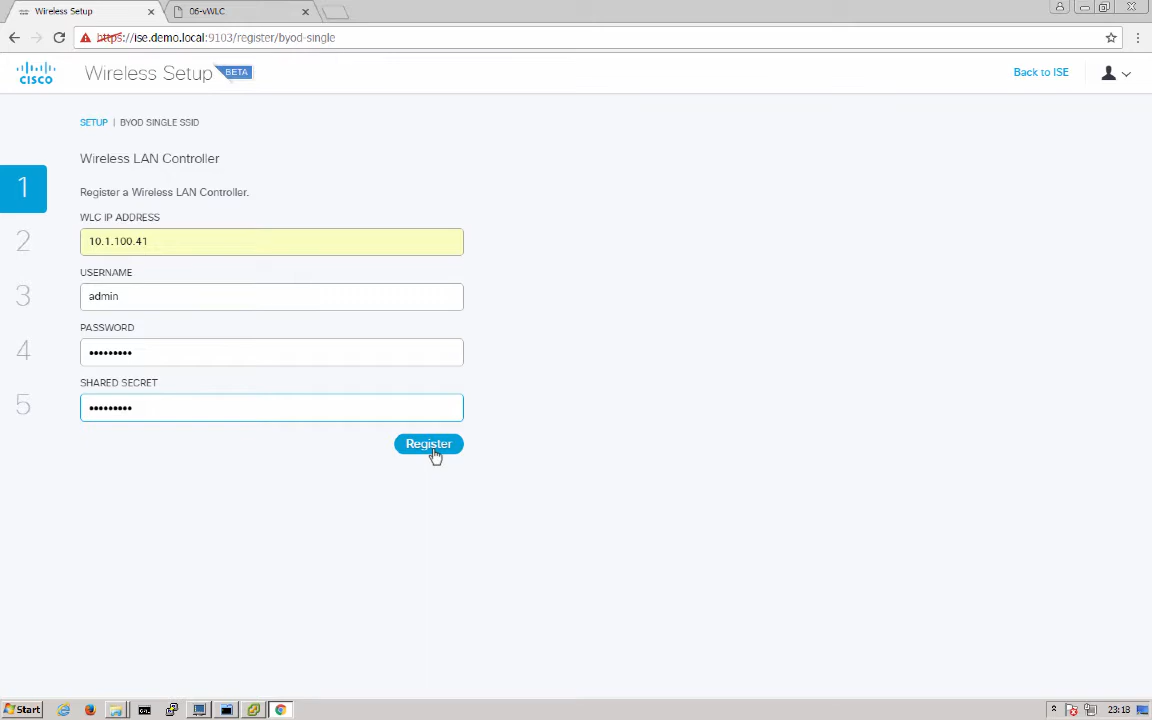 Wireless Setup
06-vWLC
https://ise.demo.local:9103/register/byod-single
CISCO
Wireless Setup
BETA
Back to ISE
SETUP | BYOD SINGLE SSID
Wireless LAN Controller
1
Register a Wireless LAN Controller.
WLC IP ADDRESS
2
10.1.100.41
USERNAME
3
admin
PASSWORD
4
•••••••••
SHARED SECRET
5
•••••••••
Register
Start
23:18